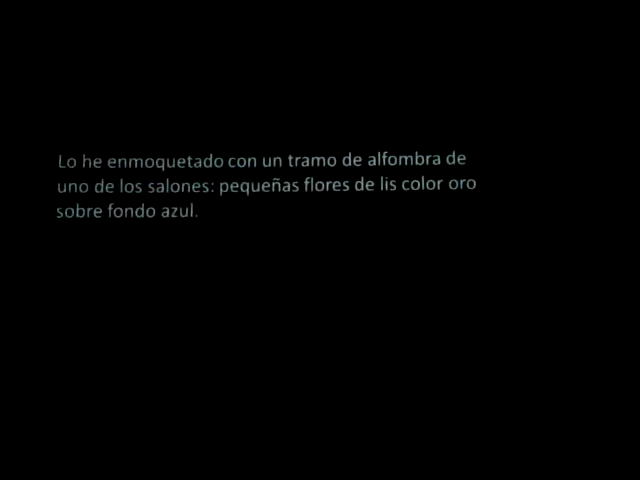 Lo he enmoquetado con un tramo de alfombra de
uno de los salones: pequeñas flores de lis color oro
sobre fondo azul.